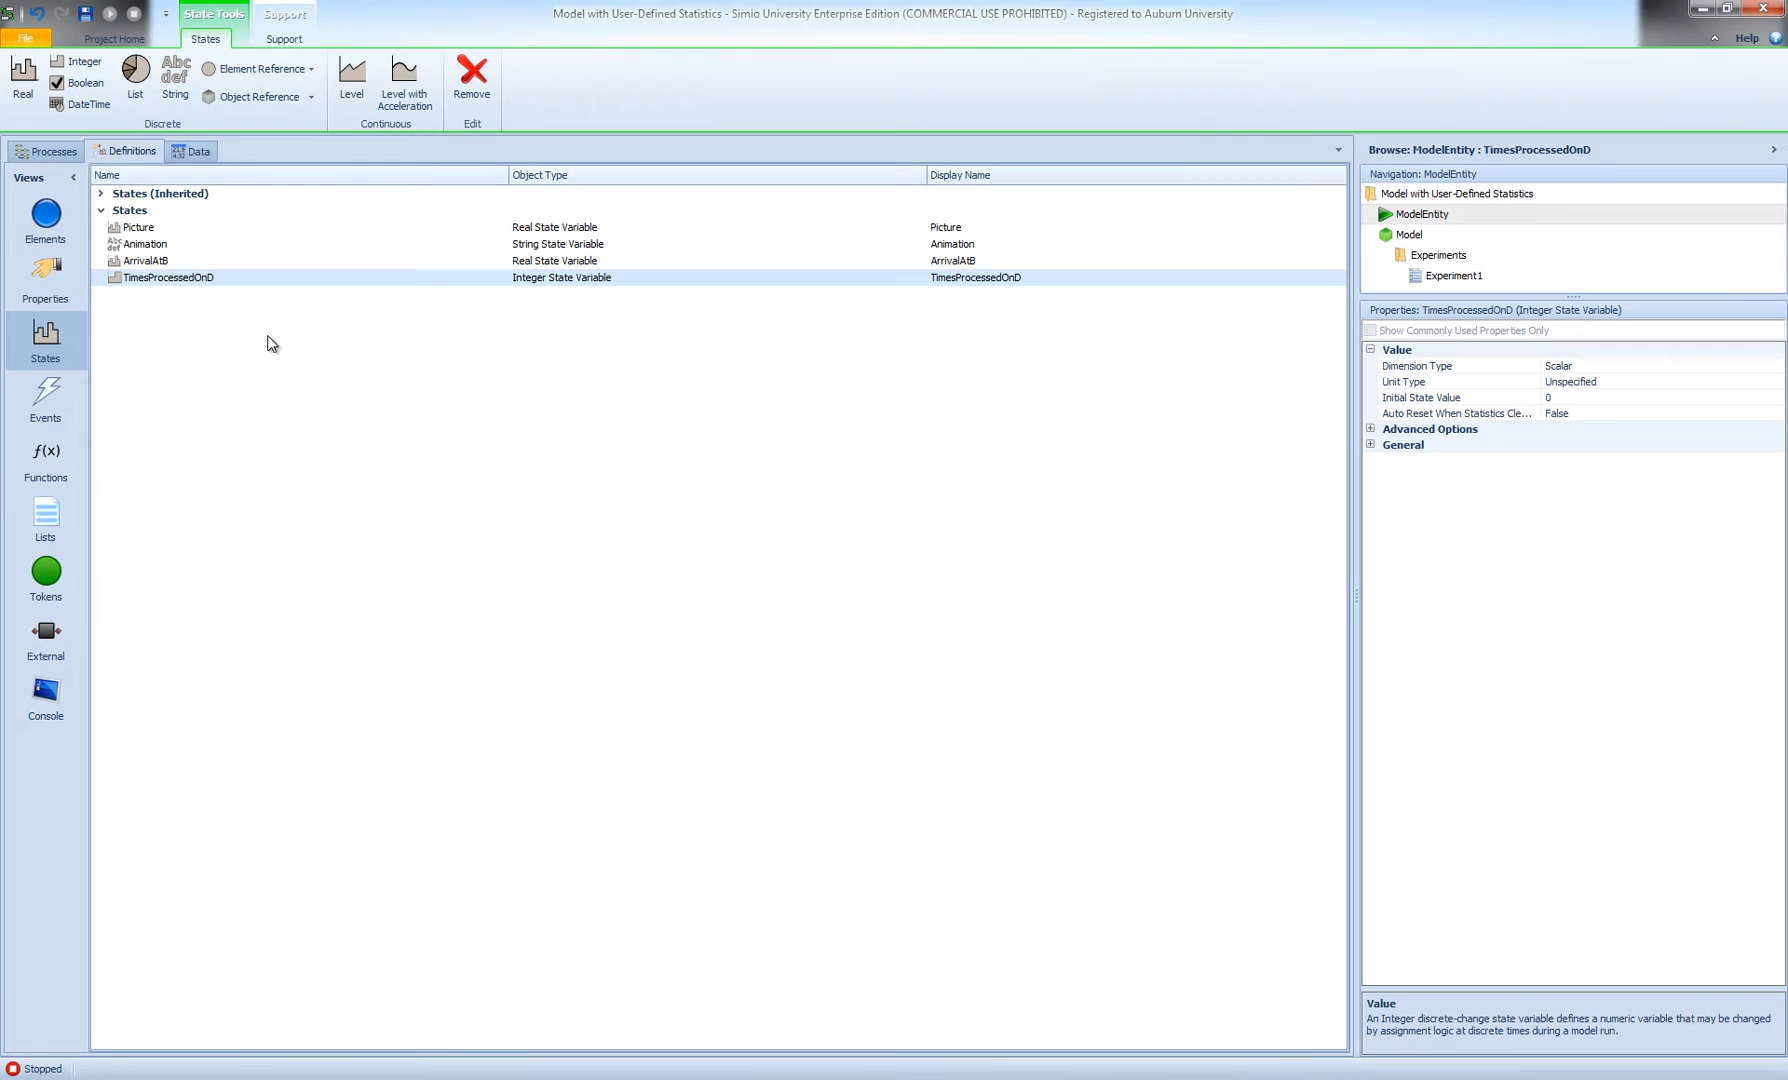 State Tools
Support
Model with User-Defined Statistics - Simio University Enterprise Edition (COMMERCIAL USE PROHIBITED) - Registered to Auburn University
File
Project Home
States
Support
Help
Real
Integer
Boolean
DateTime
List
Abc
def
String
Element Reference
Object Reference
Level
Level with
Acceleration
Remove
Discrete
Continuous
Edit
Processes
Definitions
Data
Browse: ModelEntity : TimesProcessedOnD
Views
Name
Object Type
Display Name
Navigation: ModelEntity
States (Inherited)
Model with User-Defined Statistics
States
ModelEntity
Picture
Real State Variable
Picture
Model
Abc
def
Animation
String State Variable
Animation
Experiments
ArrivalAtB
Real State Variable
ArrivalAtB
Experiment1
TimesProcessedOnD
Integer State Variable
TimesProcessedOnD
Elements
Properties
States
Events
f(x)
Functions
Lists
Tokens
External
Console
Properties: TimesProcessedOnD (Integer State Variable)
Show Commonly Used Properties Only
Value
Dimension Type
Scalar
Unit Type
Unspecified
Initial State Value
0
Auto Reset When Statistics Cle...
False
Advanced Options
General
Value
An Integer discrete-change state variable defines a numeric variable that may be changed
by assignment logic at discrete times during a model run.
Stopped